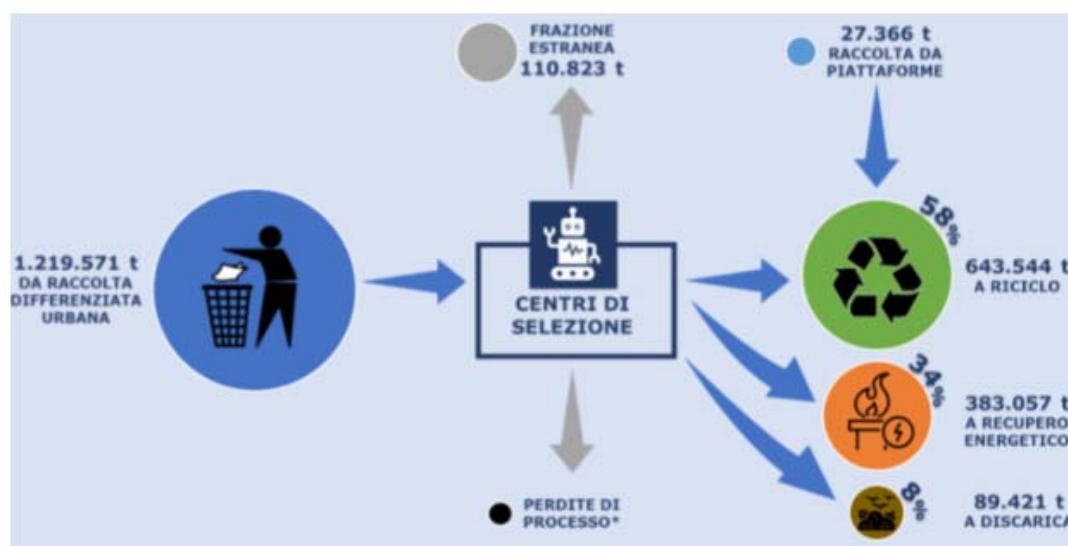 FRAZIONE
ESTRANEA
110.823 t
27.366 t
RACCOLTA DA
PIATTAFORME
1.219.571 t
DA RACCOLTA
DIFFERENZIATA
URBANA
CENTRI DI
SELEZIONE
58%
643.544 t
A RICICLO
34%
383.057 t
A RECUPERO
ENERGETICO
PERDITE DI
PROCESSO*
8%
89.421 t
A DISCARICA